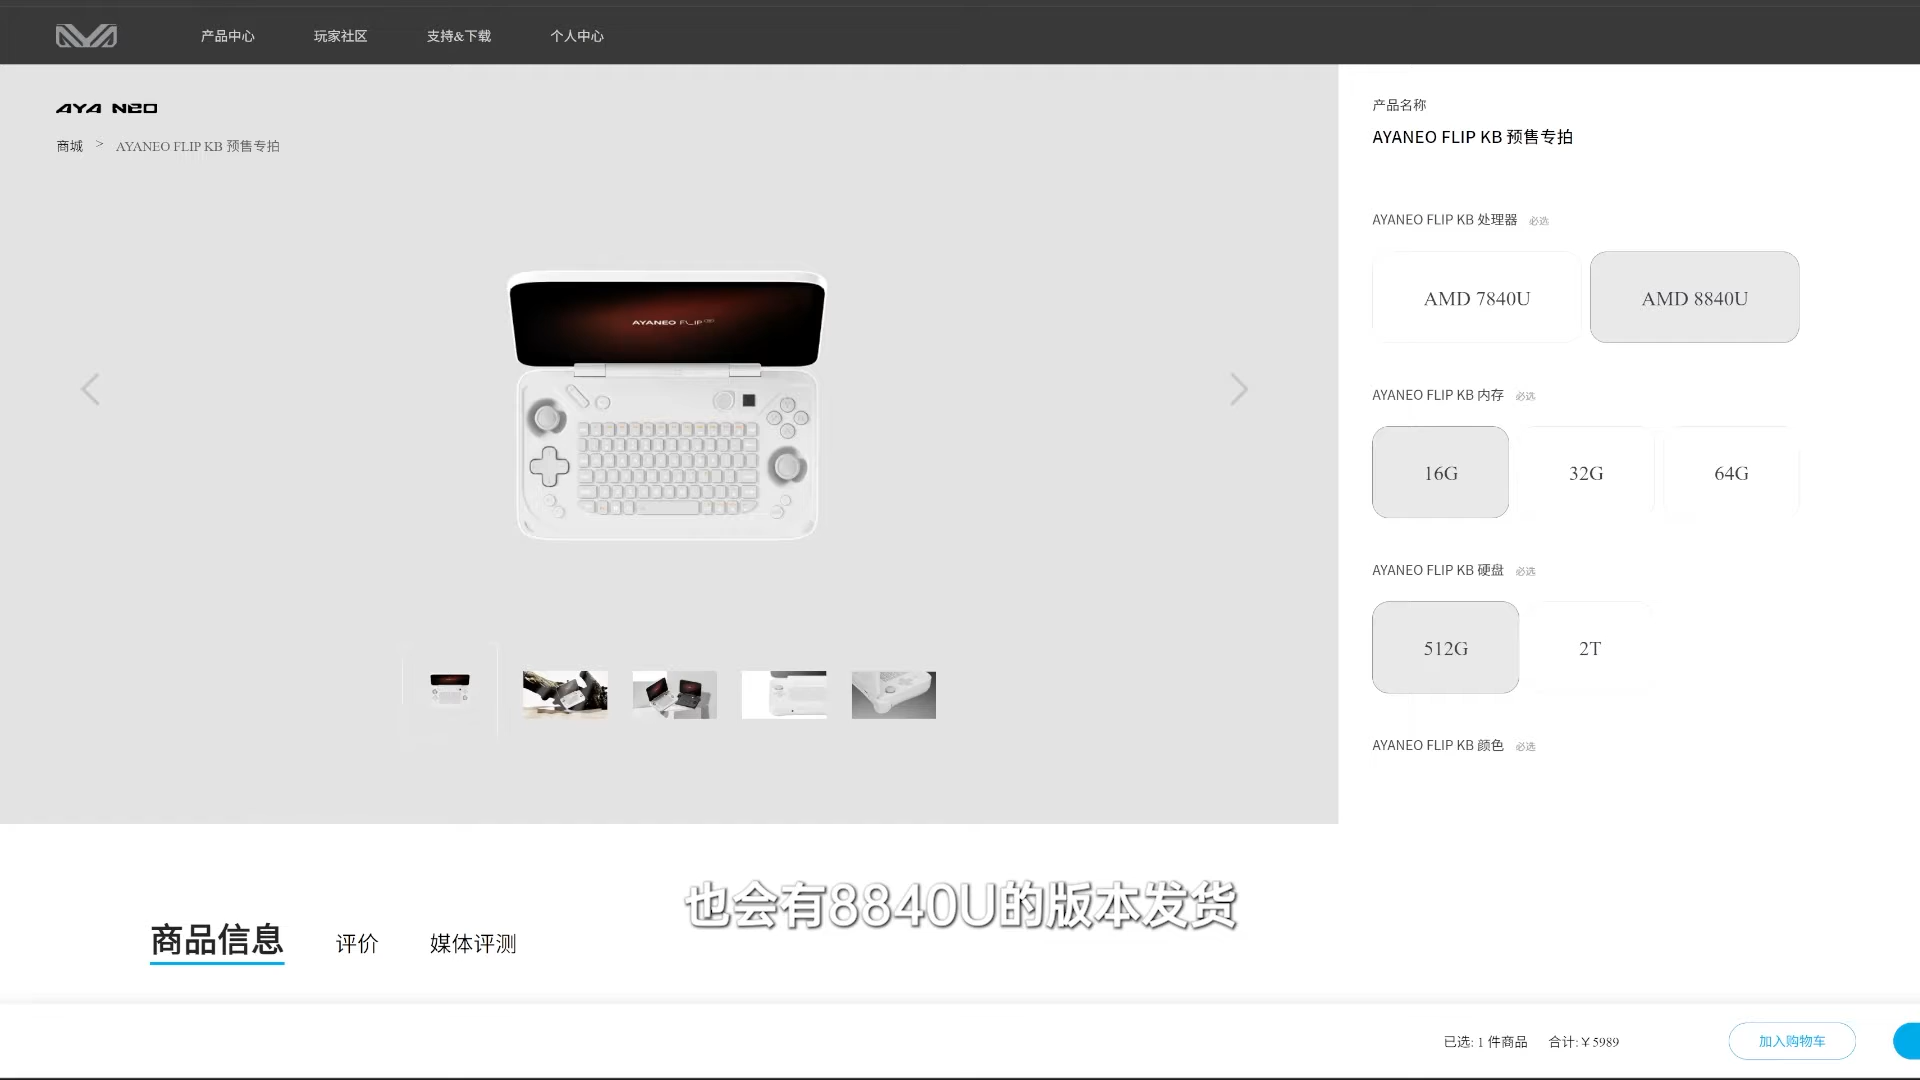 产品中心
玩家社区
支持&下载
个人中心
AYA NEO
商城 > AYANEO FLIP KB 预售专拍
AYANEO FLIP
产品名称
AYANEO FLIP KB 预售专拍
AYANEO FLIP KB 处理器 必选
AMD 7840U
AMD 8840U
AYANEO FLIP KB 内存 必选
16G
32G
64G
AYANEO FLIP KB 硬盘 必选
512G
2T
AYANEO FLIP KB 颜色 必选
也会有8840U的版本发货
商品信息
评价
媒体评测
已选: 1 件商品
合计:￥5989
加入购物车